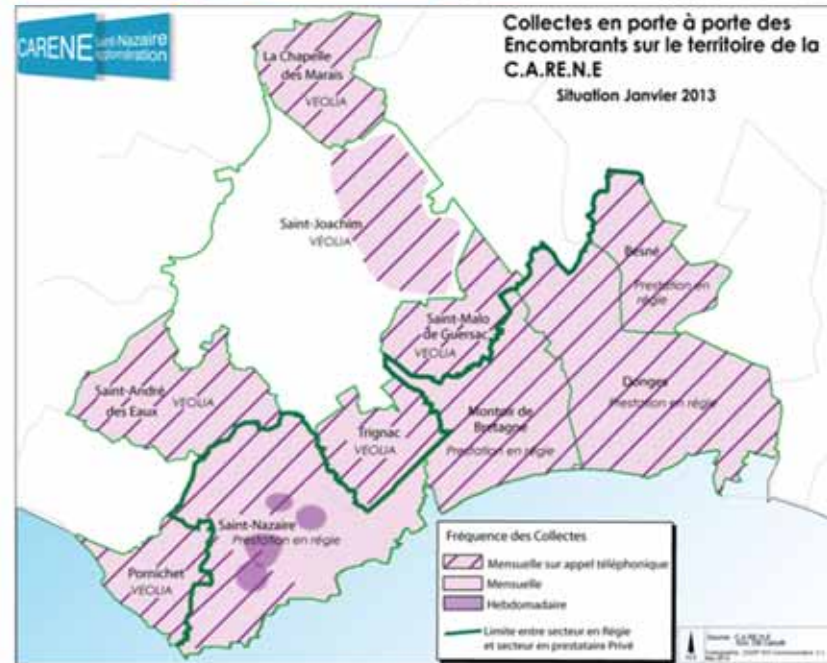 CARENE
Saint-Nazaire
agglomération
Collectes en porte à porte des
Encombrants sur le territoire de la
C.A.RE.N.E
Situation Janvier 2013
La Chapelle
des Marais
VEOLIA
Saint-Joachim
VEOLIA
Besné
Prestation en
régie
Saint-Malo
de Guersac
VEOLIA
Saint-André
des Eaux
VEOLIA
Donges
Prestation en régie
Montoir de
Bretagne
Prestation en régie
Trignac
VEOLIA
Saint-Nazaire
Prestation en régie
Pornichet
VEOLIA
Fréquence des Collectes
Mensuelle sur appel téléphonique
Mensuelle
Hebdomadaire
Limite entre secteur en Régie
et secteur en prestataire Privé
Source: C.A.RE.N.E